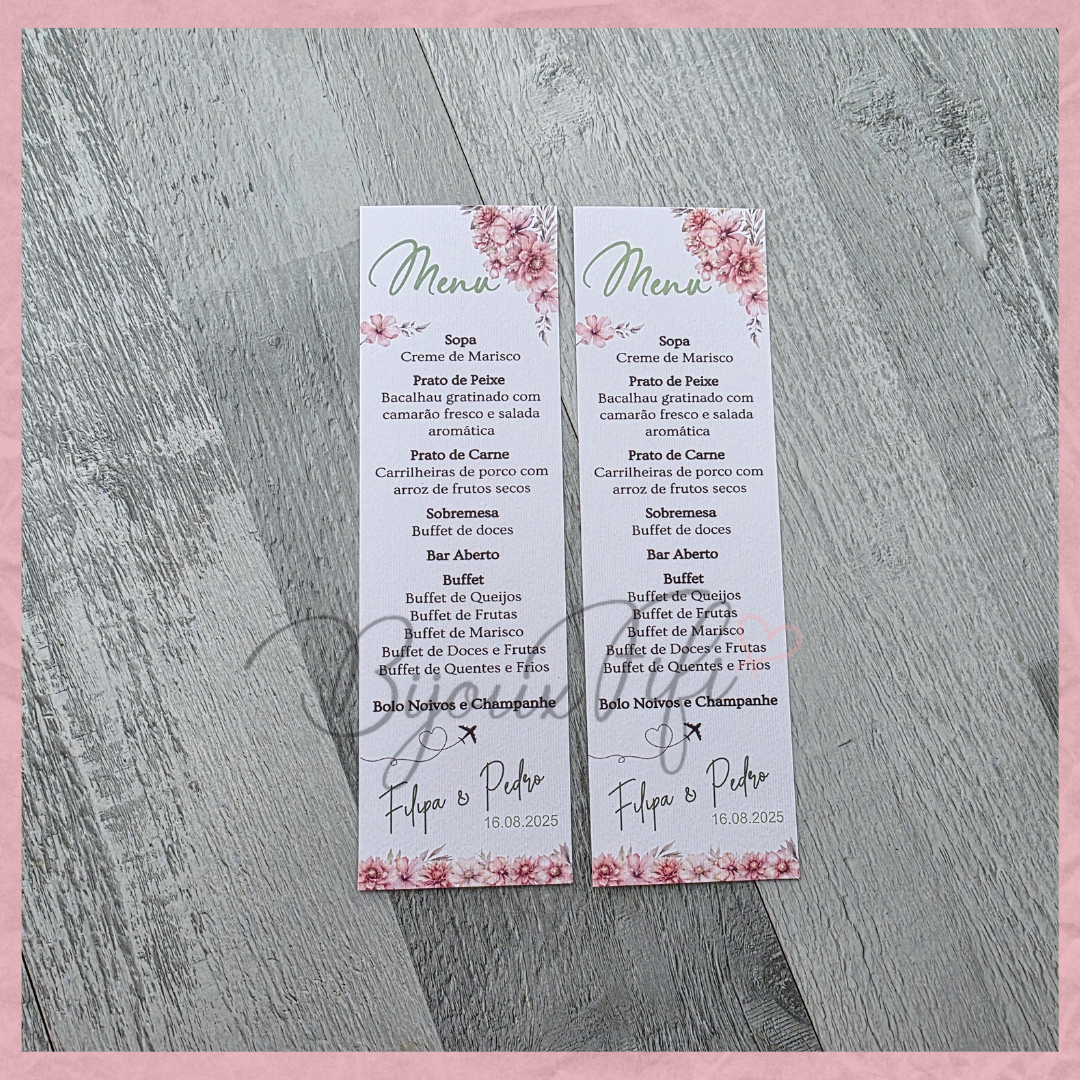 Menu
Sopa
Creme de Marisco
Prato de Peixe
Bacalhau gratinado com
camarão fresco e salada
aromática
Prato de Carne
Carrilheiras de porco com
arroz de frutos secos
Sobremesa
Buffet de doces
Bar Aberto
Buffet
Buffet de Queijos
Buffet de Frutas
Buffet de Marisco
Buffet de Doces e Frutas
Buffet de Quentes e Frios
Bolo Noivos e Champanhe
Filipa & Pedro
16.08.2025
Menu
Sopa
Creme de Marisco
Prato de Peixe
Bacalhau gratinado com
camarão fresco e salada
aromática
Prato de Carne
Carrilheiras de porco com
arroz de frutos secos
Sobremesa
Buffet de doces
Bar Aberto
Buffet
Buffet de Queijos
Buffet de Frutas
Buffet de Marisco
Buffet de Doces e Frutas
Buffet de Quentes e Frios
Bolo Noivos e Champanhe
Filipa & Pedro
16.08.2025
Bijoux Fifi